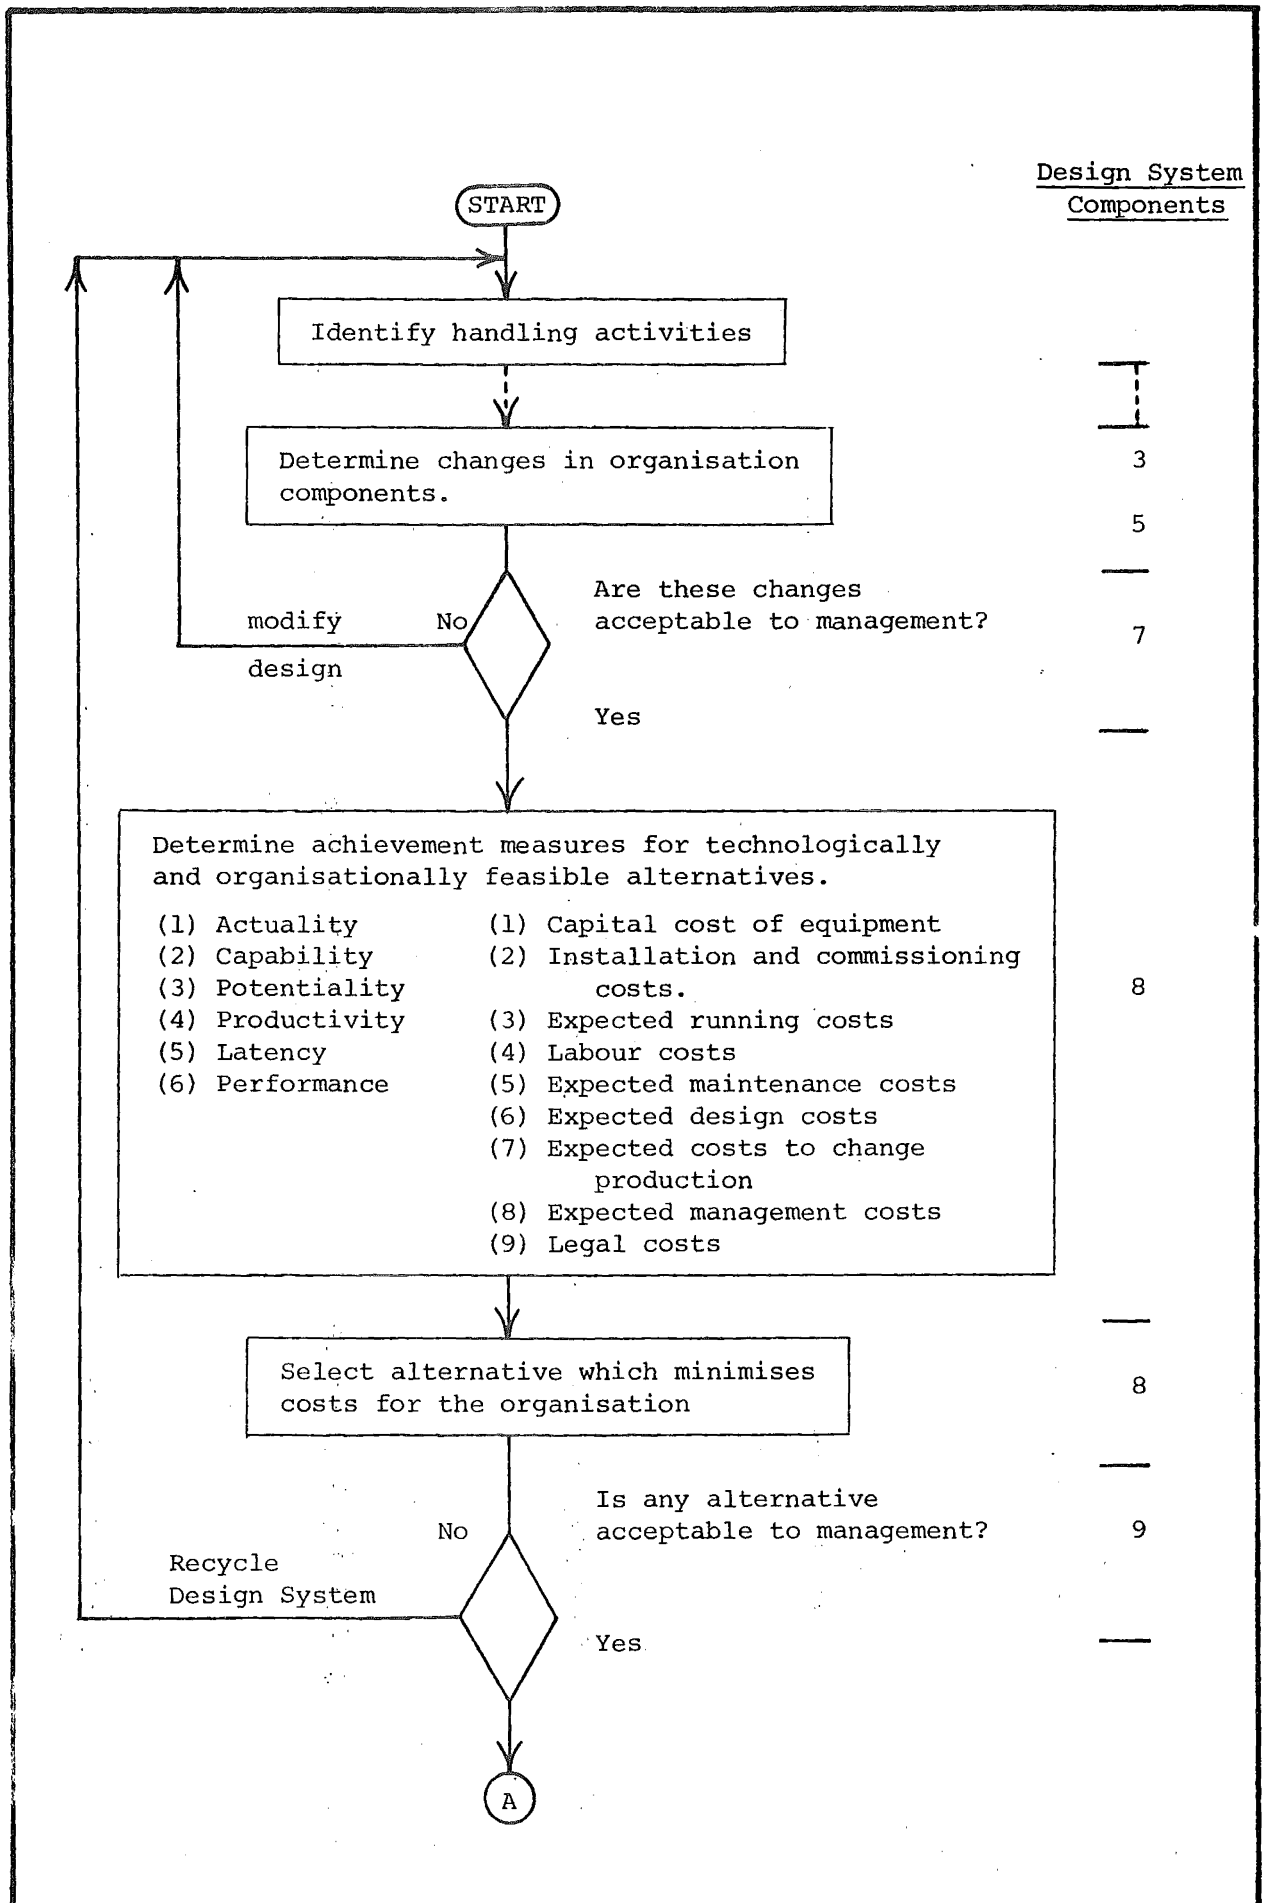 Design System
Components
START
Identify handling activities
Determine changes in organisation
components.
3
5
Are these changes
acceptable to management?
No
modify
design
7
Yes
Determine achievement measures for technologically
and organisationally feasible alternatives.
(1) Actuality
(2) Capability
(3) Potentiality
(4) Productivity
(5) Latency
(6) Performance
(1) Capital cost of equipment
(2) Installation and commissioning
costs.
(3) Expected running costs
(4) Labour costs
(5) Expected maintenance costs
(6) Expected design costs
(7) Expected costs to change
production
(8) Expected management costs
(9) Legal costs
8
Select alternative which minimises
costs for the organisation
8
Is any alternative
acceptable to management?
No
9
Recycle
Design System
Yes
A